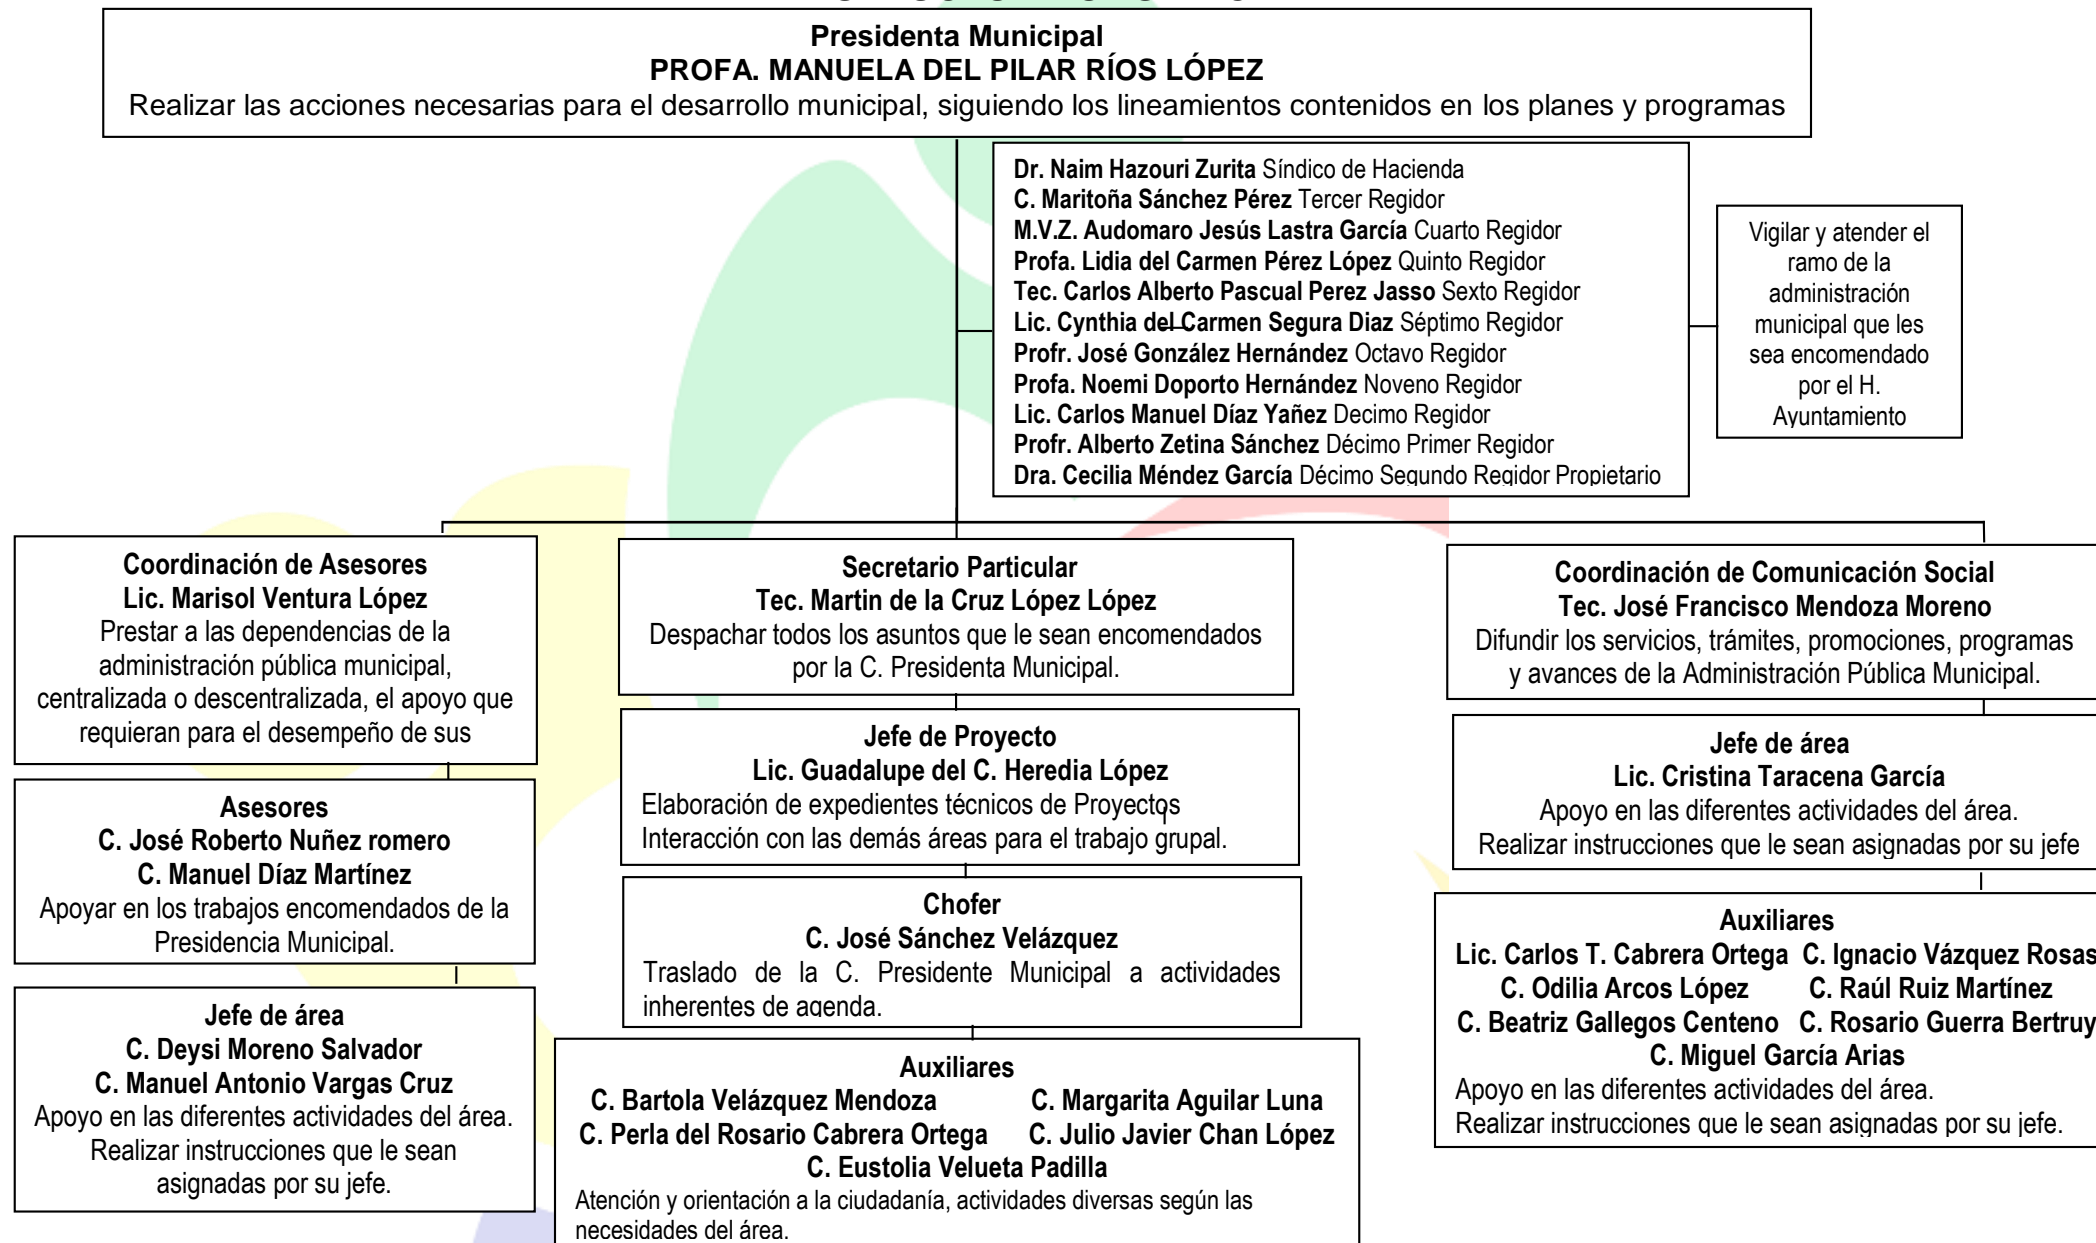 Presidenta Municipal
PROFA. MANUELA DEL PILAR RÍOS LÓPEZ
Realizar las acciones necesarias para el desarrollo municipal, siguiendo los lineamientos contenidos en los planes y programas
Dr. Naim Hazouri Zurita Síndico de Hacienda
C. Maritoña Sánchez Pérez Tercer Regidor
M.V.Z. Audomaro Jesús Lastra García Cuarto Regidor
Profa. Lidia del Carmen Pérez López Quinto Regidor
Tec. Carlos Alberto Pascual Perez Jasso Sexto Regidor
Lic. Cynthia del Carmen Segura Diaz Séptimo Regidor
Profr. José González Hernández Octavo Regidor
Profa. Noemi Doporto Hernández Noveno Regidor
Lic. Carlos Manuel Díaz Yañez Decimo Regidor
Profr. Alberto Zetina Sánchez Décimo Primer Regidor
Dra. Cecilia Méndez García Décimo Segundo Regidor Propietario
Vigilar y atender el
ramo de la
administración
municipal que les
sea encomendado
por el H.
Ayuntamiento
Coordinación de Asesores
Lic. Marisol Ventura López
Prestar a las dependencias de la
administración pública municipal,
centralizada o descentralizada, el apoyo que
requieran para el desempeño de sus
Asesores
C. José Roberto Nuñez romero
C. Manuel Díaz Martínez
Apoyar en los trabajos encomendados de la
Presidencia Municipal.
Jefe de área
C. Deysi Moreno Salvador
C. Manuel Antonio Vargas Cruz
Apoyo en las diferentes actividades del área.
Realizar instrucciones que le sean
asignadas por su jefe.
Secretario Particular
Tec. Martin de la Cruz López López
Despachar todos los asuntos que le sean encomendados
por la C. Presidenta Municipal.
Jefe de Proyecto
Lic. Guadalupe del C. Heredia López
Elaboración de expedientes técnicos de Proyectos
Interacción con las demás áreas para el trabajo grupal.
Chofer
C. José Sánchez Velázquez
Traslado de la C. Presidente Municipal a actividades
inherentes de agenda.
Auxiliares
C. Bartola Velázquez Mendoza C. Margarita Aguilar Luna
C. Perla del Rosario Cabrera Ortega C. Julio Javier Chan López
C. Eustolia Velueta Padilla
Atención y orientación a la ciudadanía, actividades diversas según las
necesidades del área.
Coordinación de Comunicación Social
Tec. José Francisco Mendoza Moreno
Difundir los servicios, trámites, promociones, programas
y avances de la Administración Pública Municipal.
Jefe de área
Lic. Cristina Taracena García
Apoyo en las diferentes actividades del área.
Realizar instrucciones que le sean asignadas por su jefe
Auxiliares
Lic. Carlos T. Cabrera Ortega C. Ignacio Vázquez Rosas
C. Odilia Arcos López C. Raúl Ruiz Martínez
C. Beatriz Gallegos Centeno C. Rosario Guerra Bertruy
C. Miguel García Arias
Apoyo en las diferentes actividades del área.
Realizar instrucciones que le sean asignadas por su jefe.